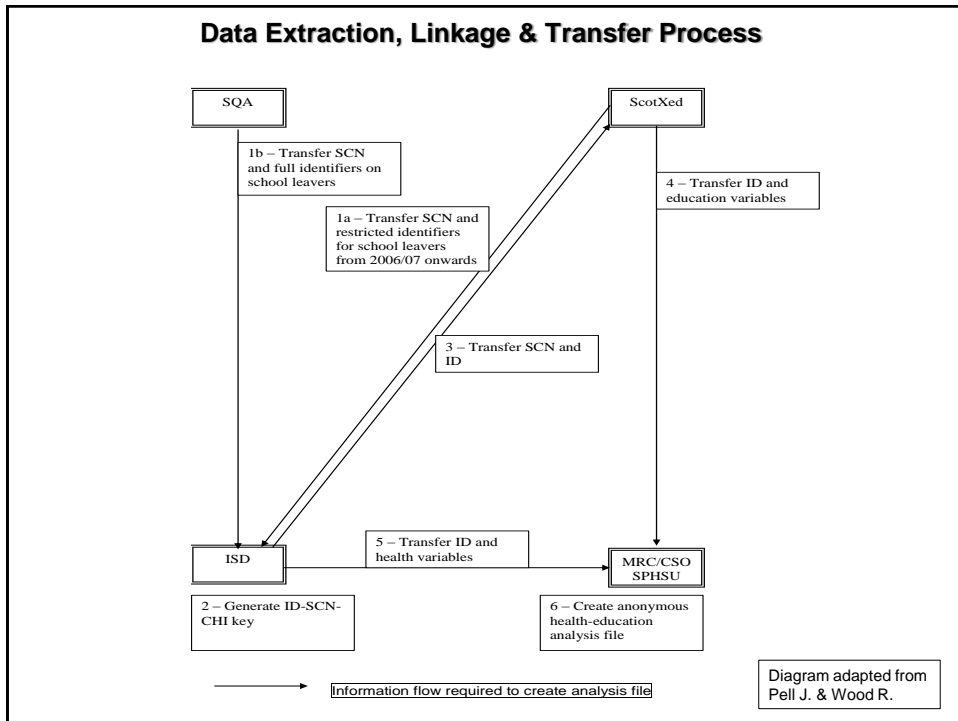 Data Extraction, Linkage & Transfer Process
SQA
ScotXed
1b – Transfer SCN
and full identifiers on
school leavers
4 – Transfer ID and
education variables
1a – Transfer SCN and
restricted identifiers
for school leavers
from 2006/07 onwards
3 – Transfer SCN and
ID
5 – Transfer ID and
health variables
ISD
MRC/CSO
SPHSU
2 – Generate ID-SCN-
CHI key
6 – Create anonymous
health-education
analysis file
Information flow required to create analysis file
Diagram adapted from
Pell J. & Wood R.